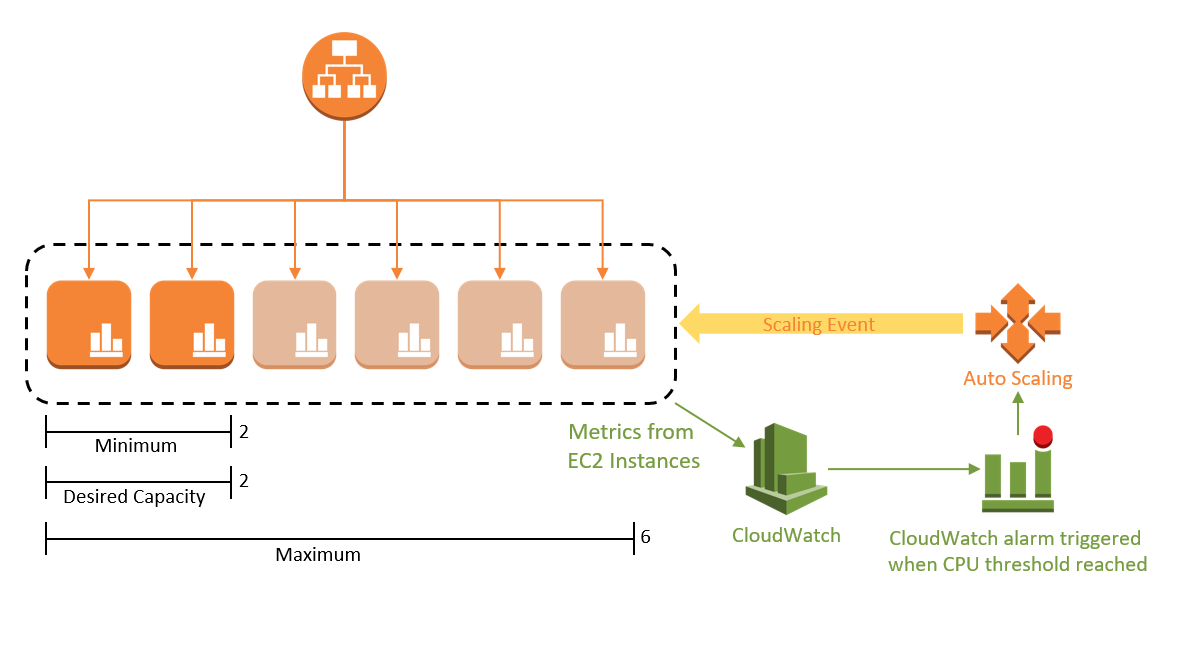 Scaling Event
Auto Scaling
Minimum
2
Desired Capacity
2
Maximum
6
Metrics from
EC2 Instances
CloudWatch
CloudWatch alarm triggered
when CPU threshold reached